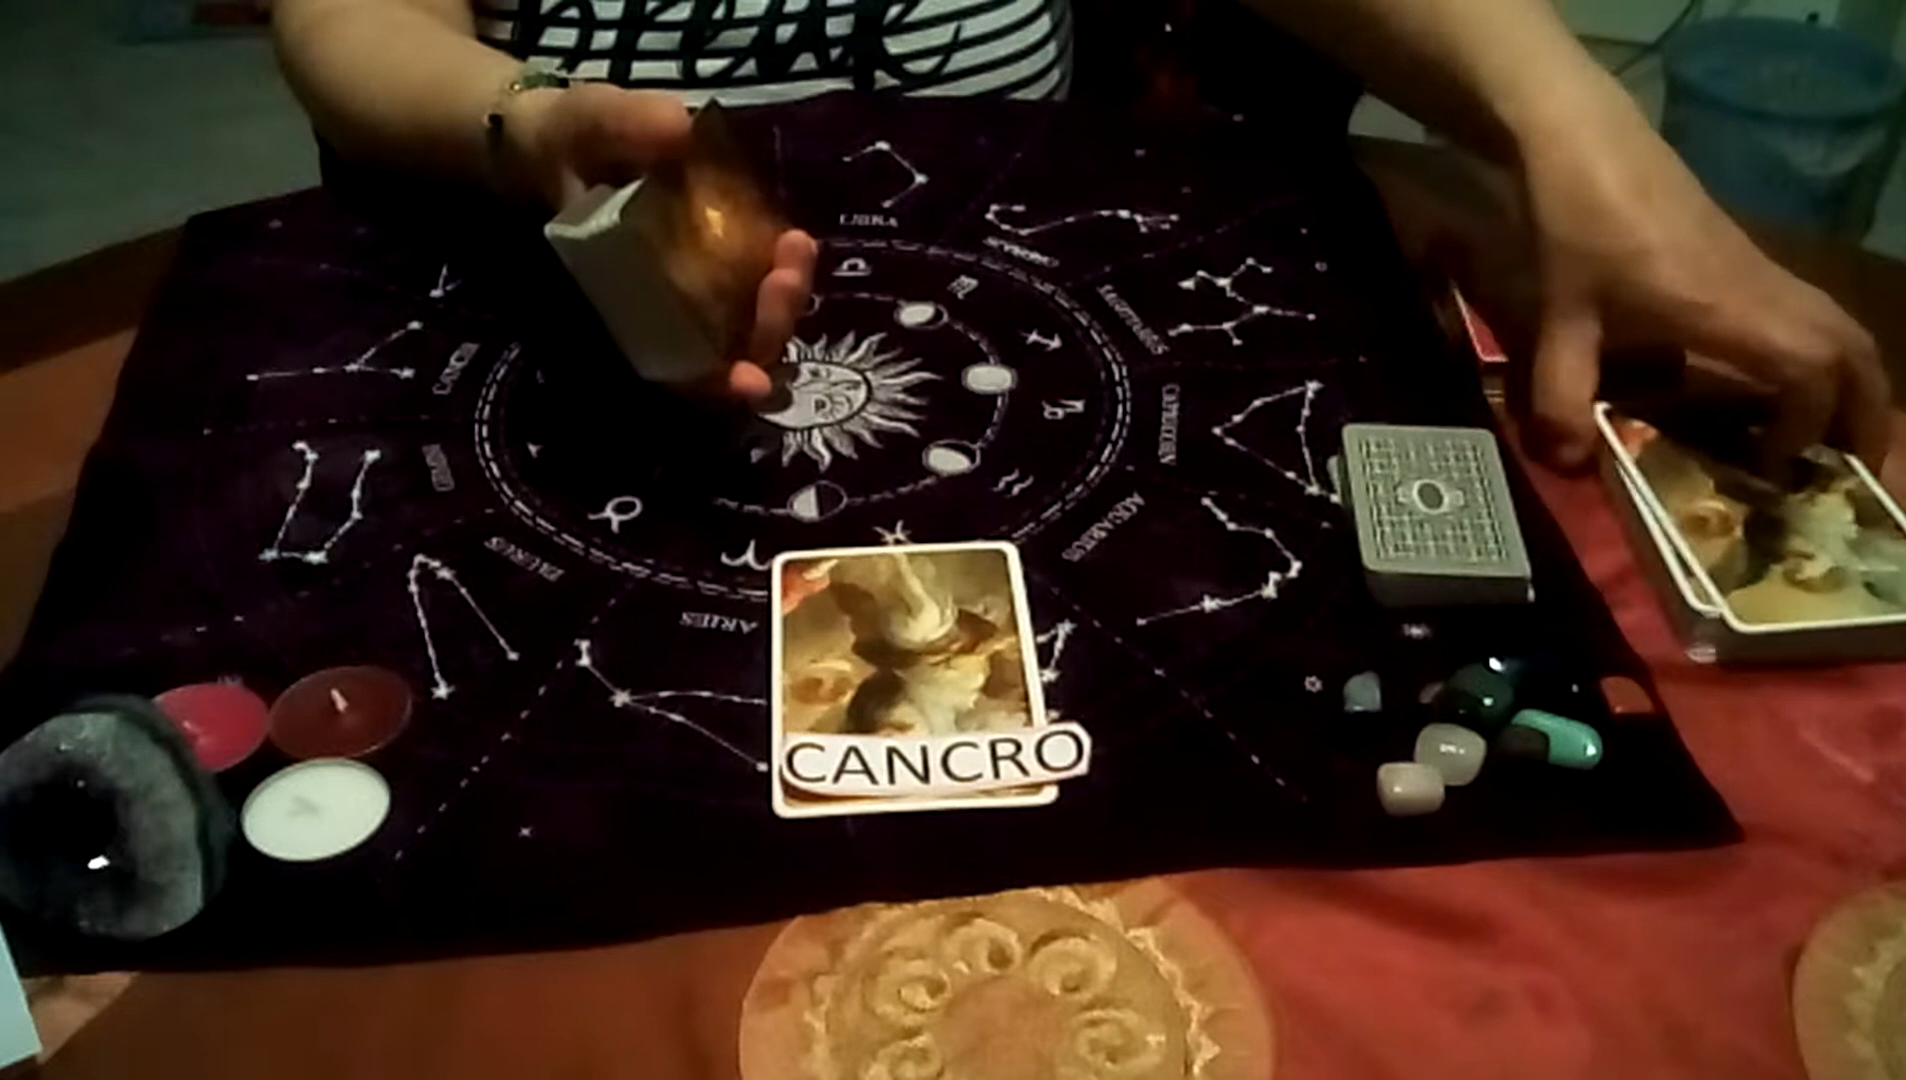 LIBRA
SCORPIO
SAGITTARIUS
CANCER
CAPRICORN
GEMINI
AQUARIUS
TAURUS
ARIES
CANCRO